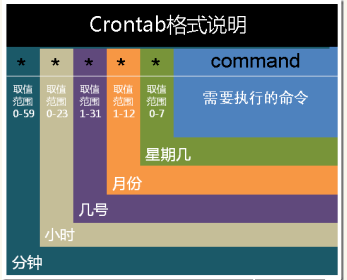 Crontab格式说明
* * * * * command
取值 取值 取值 取值 取值 需要执行的命令
范围 范围 范围 范围 范围
0-59 0-23 1-31 1-12 0-7
星期几
月份
几号
小时
分钟